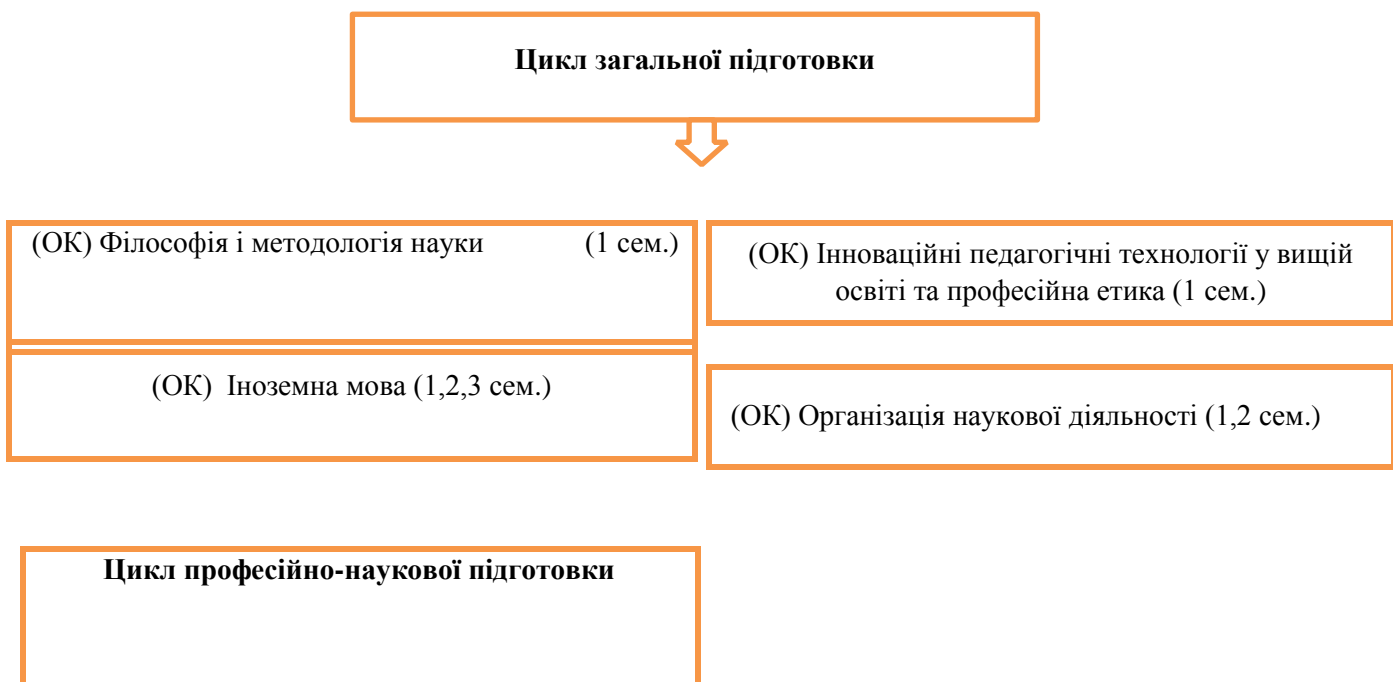 Цикл загальної підготовки
(ОК) Філософія і методологія науки (1 сем.)
(ОК) Інноваційні педагогічні технології у вищій
освіті та професійна етика (1 сем.)
(ОК) Іноземна мова (1,2,3 сем.)
(ОК) Організація наукової діяльності (1,2 сем.)
Цикл професійно-наукової підготовки